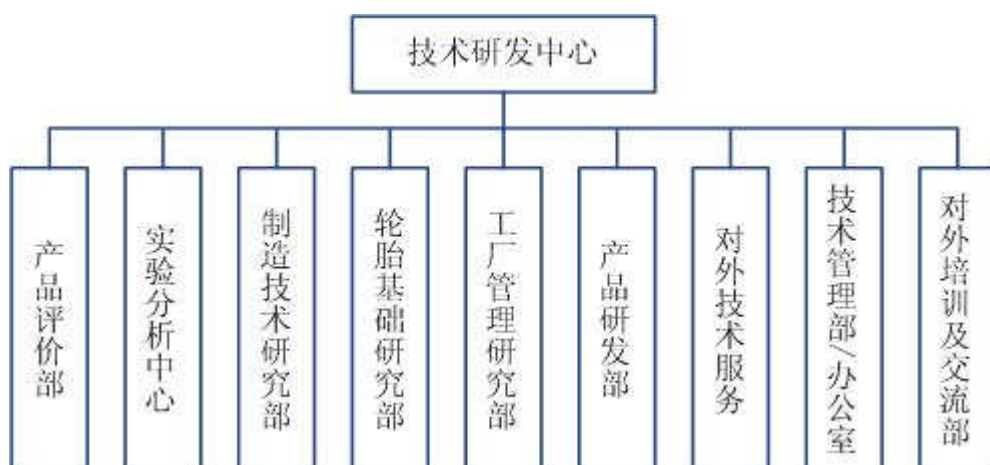 技术研发中心
产品评价部
实验分析中心
制造技术研究部
轮胎基础研究部
工厂管理研究部
产品研发部
对外技术服务
技术管理部/办公室
对外培训及交流部